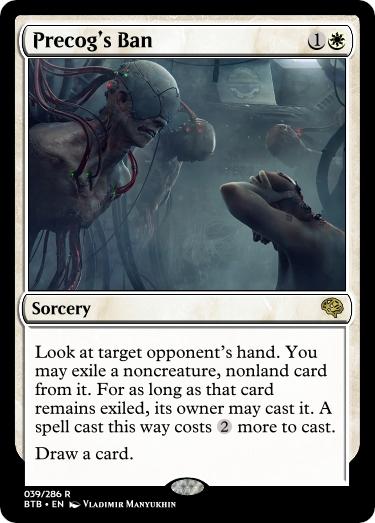 Precog's Ban 1
Sorcery
Look at target opponent's hand. You
may exile a noncreature, nonland card
from it. For as long as that card
remains exiled, its owner may cast it. A
spell cast this way costs 2 more to cast.
Draw a card.
039/286 R
BTB • EN Vladimir Manyukhin